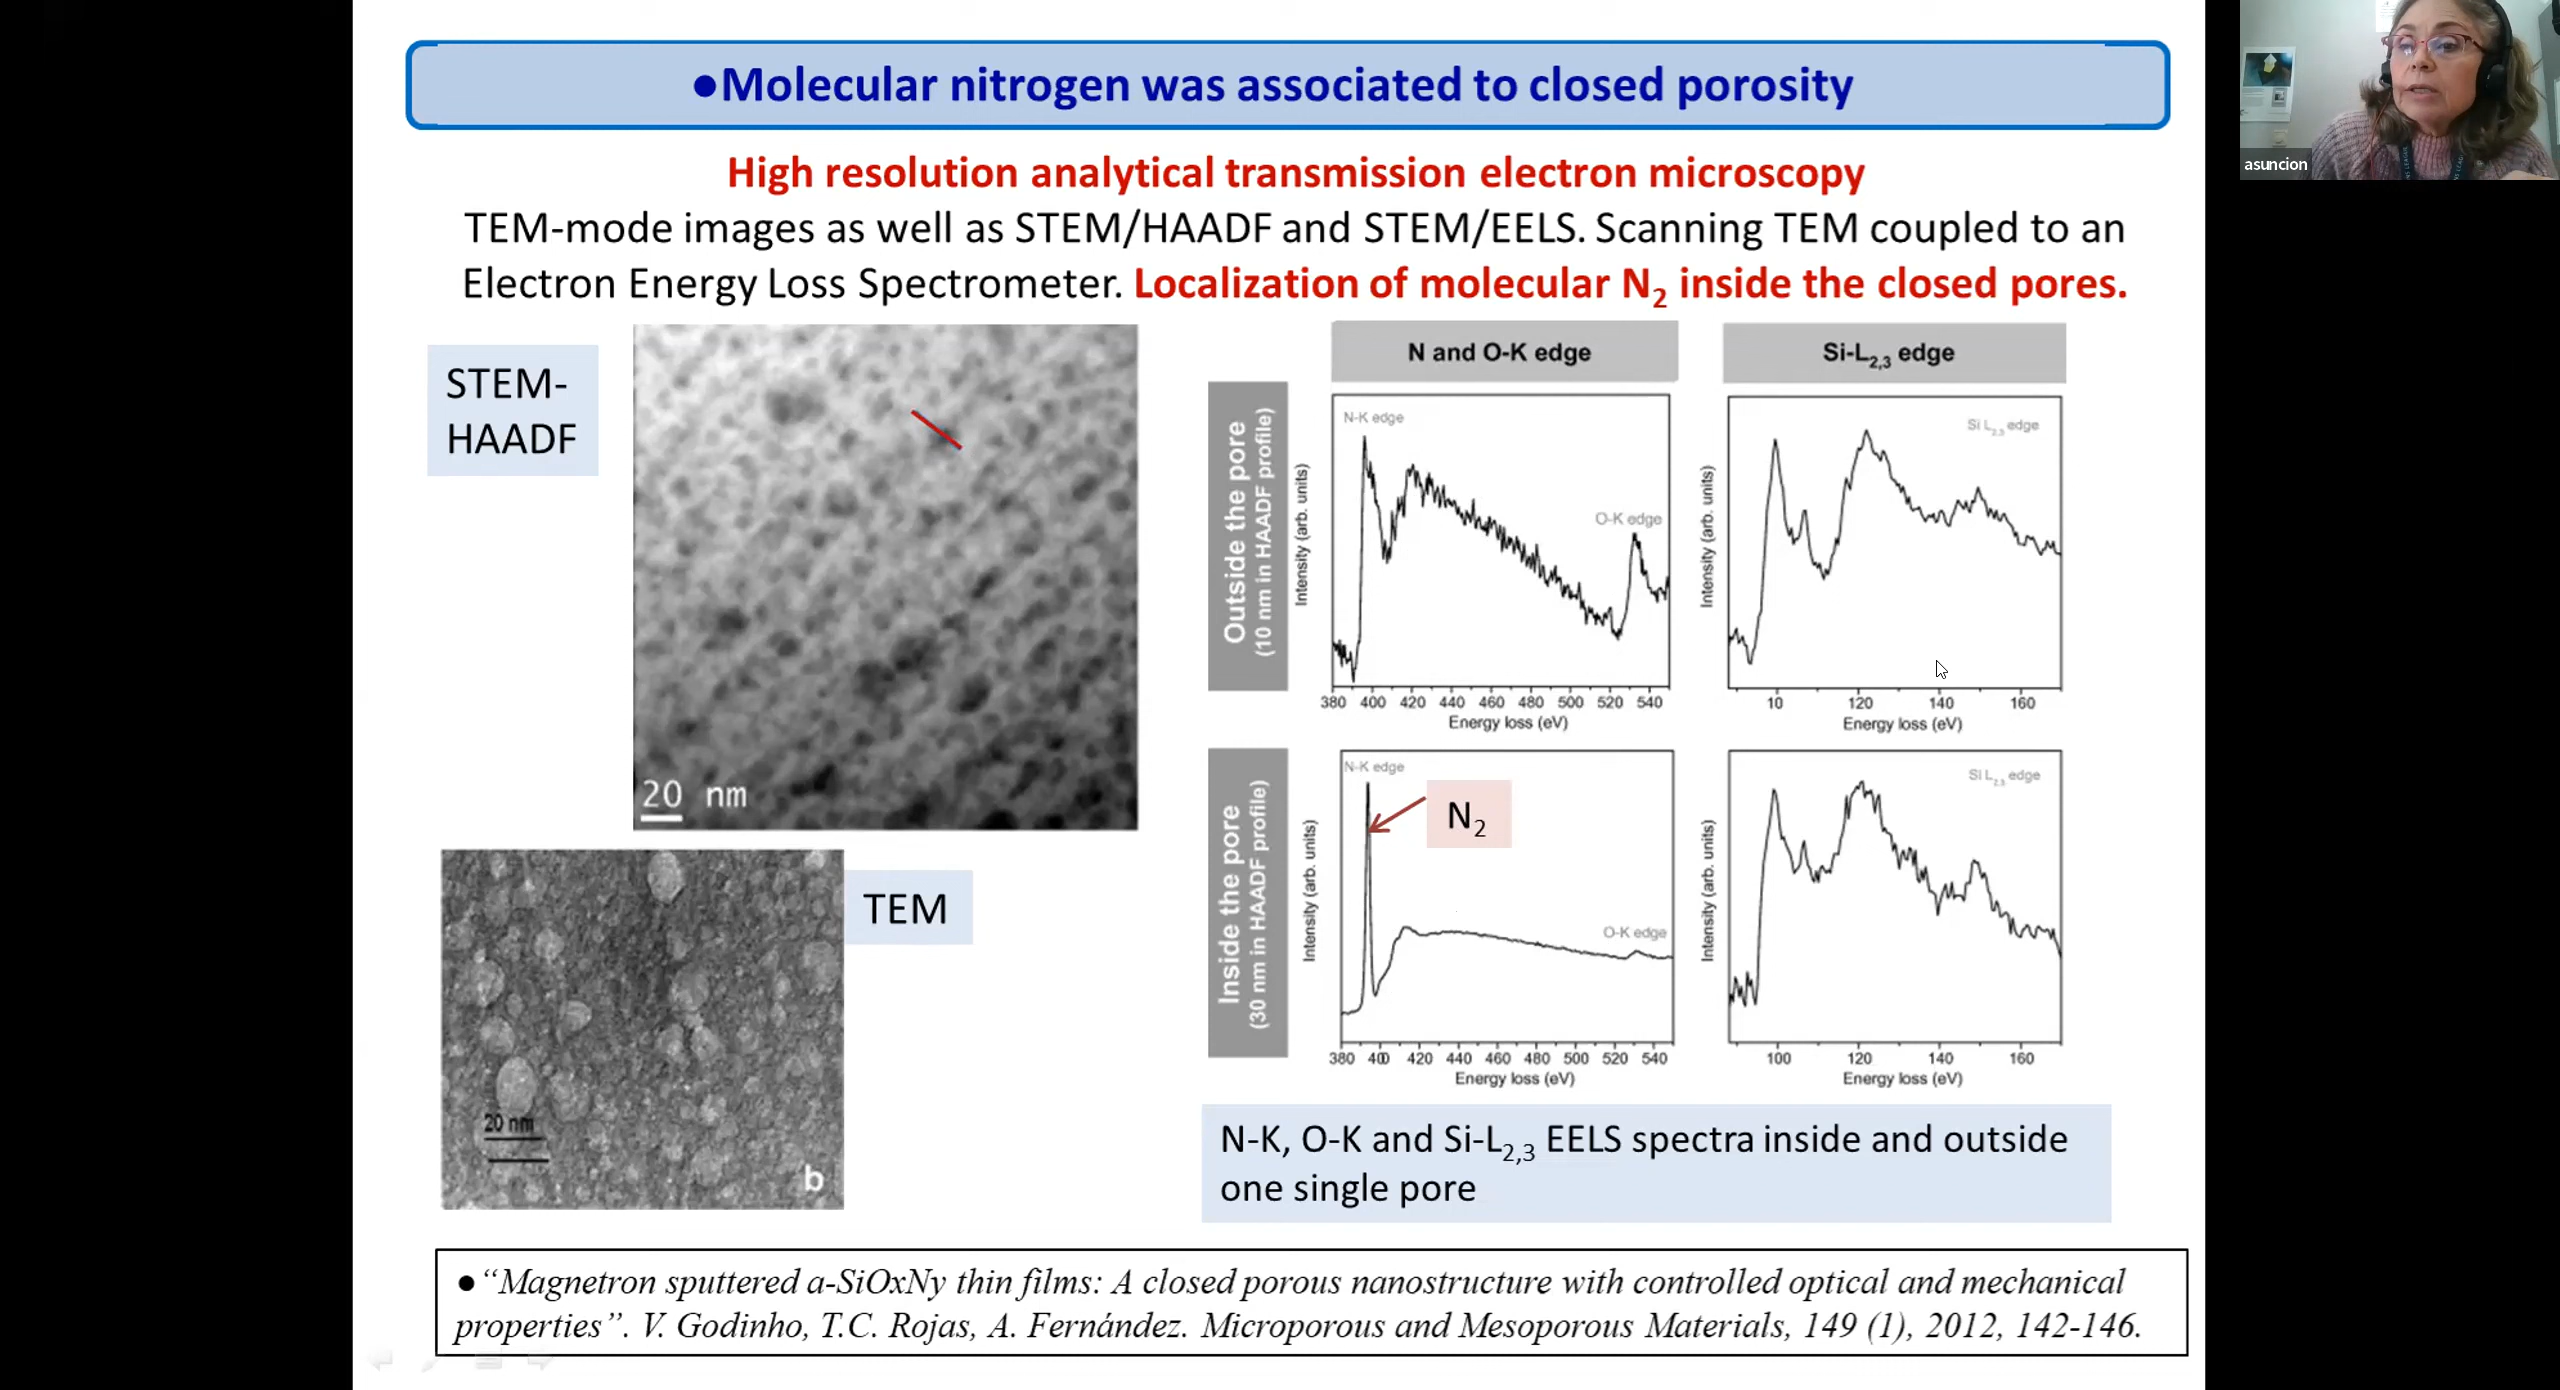 ●Molecular nitrogen was associated to closed porosity
asuncion
High resolution analytical transmission electron microscopy
TEM-mode images as well as STEM/HAADF and STEM/EELS. Scanning TEM coupled to an
Electron Energy Loss Spectrometer. Localization of molecular N2 inside the closed pores.
STEM-
HAADF
20 nm
TEM
20 nm
b
N and O-K edge
Si-L2,3 edge
Outside the pore
(10 nm in HAADF profile)
Intensity (arb. units)
N-K edge
O-K edge
380 400 420 440 460 480 500 520 540
Energy loss (eV)
Intensity (arb. units)
Si L2,3 edge
10 120 140 160
Energy loss (eV)
Inside the pore
(30 nm in HAADF profile)
Intensity (arb. units)
N-K edge
N2
O-K edge
380 400 420 440 460 480 500 520 540
Energy loss (eV)
Intensity (arb. units)
Si L2,3 edge
100 120 140 160
Energy loss (eV)
N-K, O-K and Si-L2,3 EELS spectra inside and outside
one single pore
●“Magnetron sputtered a-SiOxNy thin films: A closed porous nanostructure with controlled optical and mechanical
properties”. V. Godinho, T.C. Rojas, A. Fernández. Microporous and Mesoporous Materials, 149 (1), 2012, 142-146.